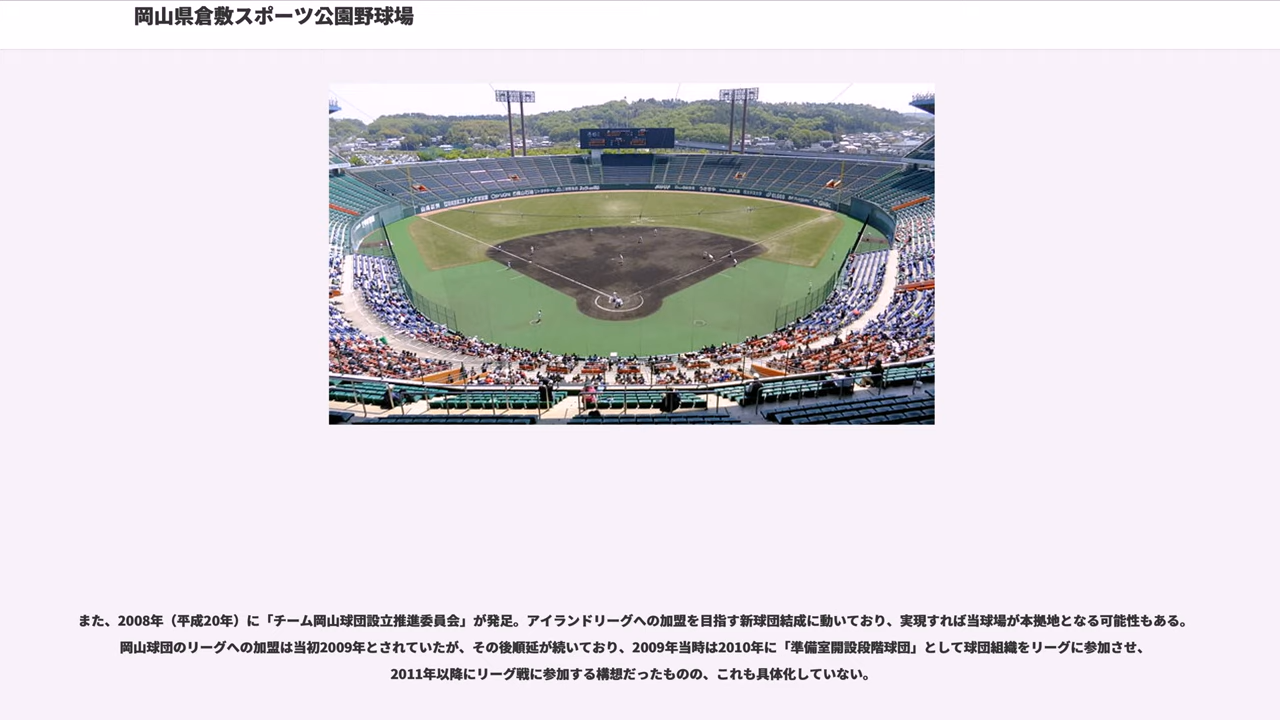 岡山県倉敷スポーツ公園野球場
また、2008年（平成20年）に「チーム岡山球団設立推進委員会」が発足。アイランドリーグへの加盟を目指す新球団結成に動いており、実現すれば当球場が本拠地となる可能性もある。
岡山球団のリーグへの加盟は当初2009年とされていたが、その後順延が続いており、2009年当時は2010年に「準備室開設段階球団」として球団組織をリーグに参加させ、
2011年以降にリーグ戦に参加する構想だったものの、これも具体化していない。